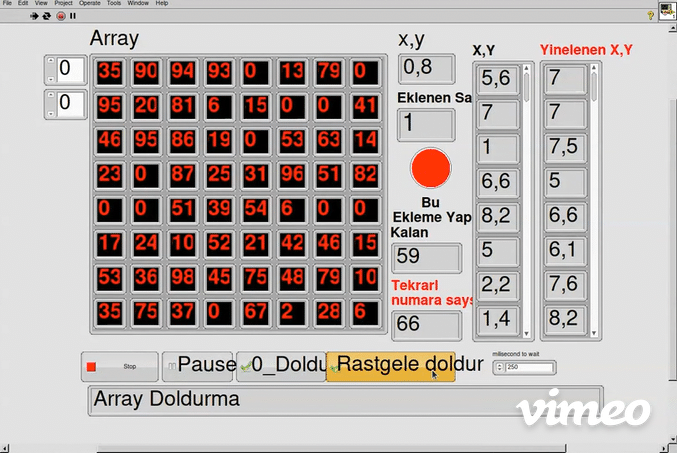 File Edit View Project Operate Tools Window Help
Array
x,y
X,Y
Yinelenen X,Y
0
0
35 90 94 93 0 13 79 0
95 20 81 6 15 0 0 41
46 95 86 19 0 53 63 14
23 0 87 25 31 96 51 82
0 0 51 39 54 6 0 0
17 24 10 52 21 42 46 15
53 36 98 45 75 48 79 10
35 75 37 0 67 2 28 6
0,8
Eklenen Sa
1
Bu
Ekleme Yap
Kalan
59
Tekrarl
numara says
66
5,6
7
1
6,6
8,2
5
2,2
1,4
7
7
7,5
5
6,6
6,1
7,6
8,2
Stop
Pause
0_Doldu
Rastgele doldur
milisecond to wait
250
Array Doldurma
vimeo